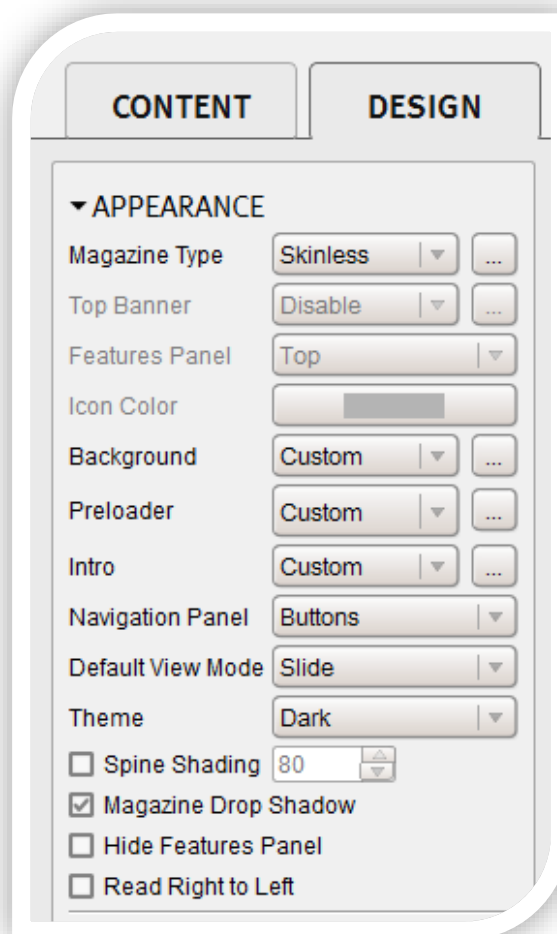 CONTENT DESIGN
APPEARANCE
Magazine Type Skinless ...
Top Banner Disable ...
Features Panel Top
Icon Color
Background Custom ...
Preloader Custom ...
Intro Custom ...
Navigation Panel Buttons
Default View Mode Slide
Theme Dark
Spine Shading 80
Magazine Drop Shadow
Hide Features Panel
Read Right to Left